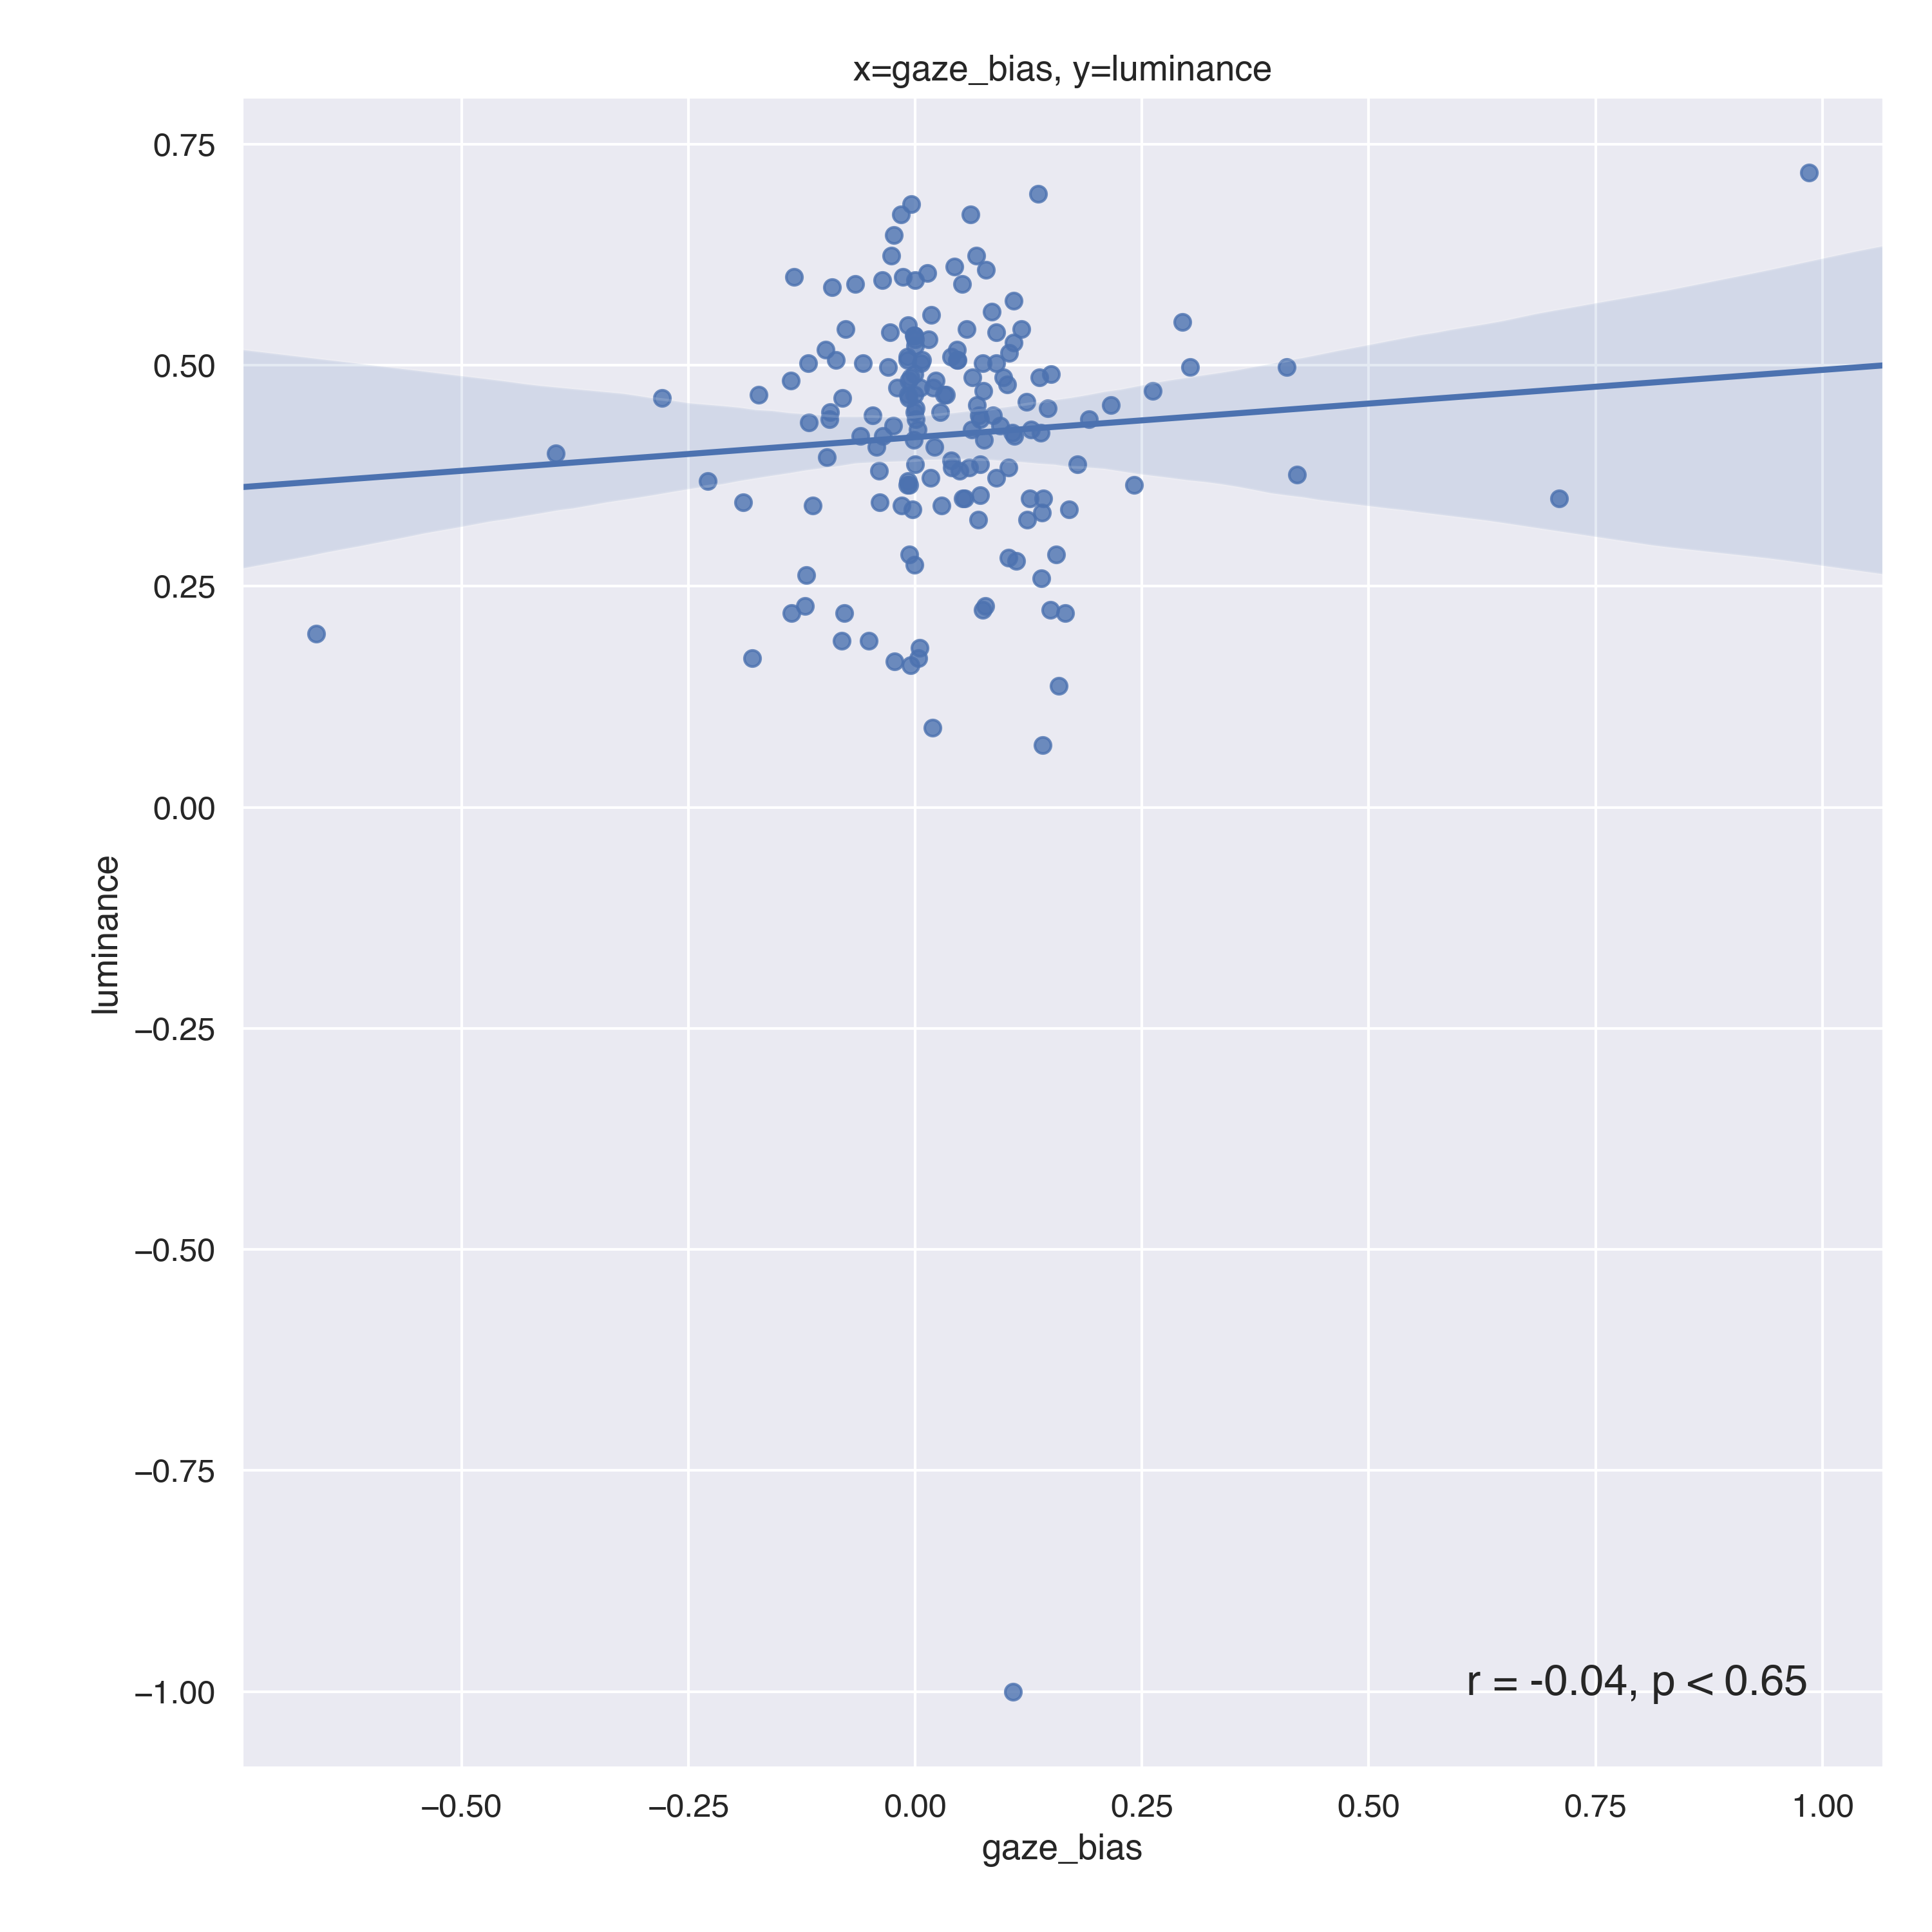 x=gaze_bias, y=luminance
0.75
0.50
0.25
0.00
−0.25
−0.50
−0.75
−1.00
luminance
r = -0.04, p < 0.65
−0.50 −0.25 0.00 0.25 0.50 0.75 1.00
gaze_bias